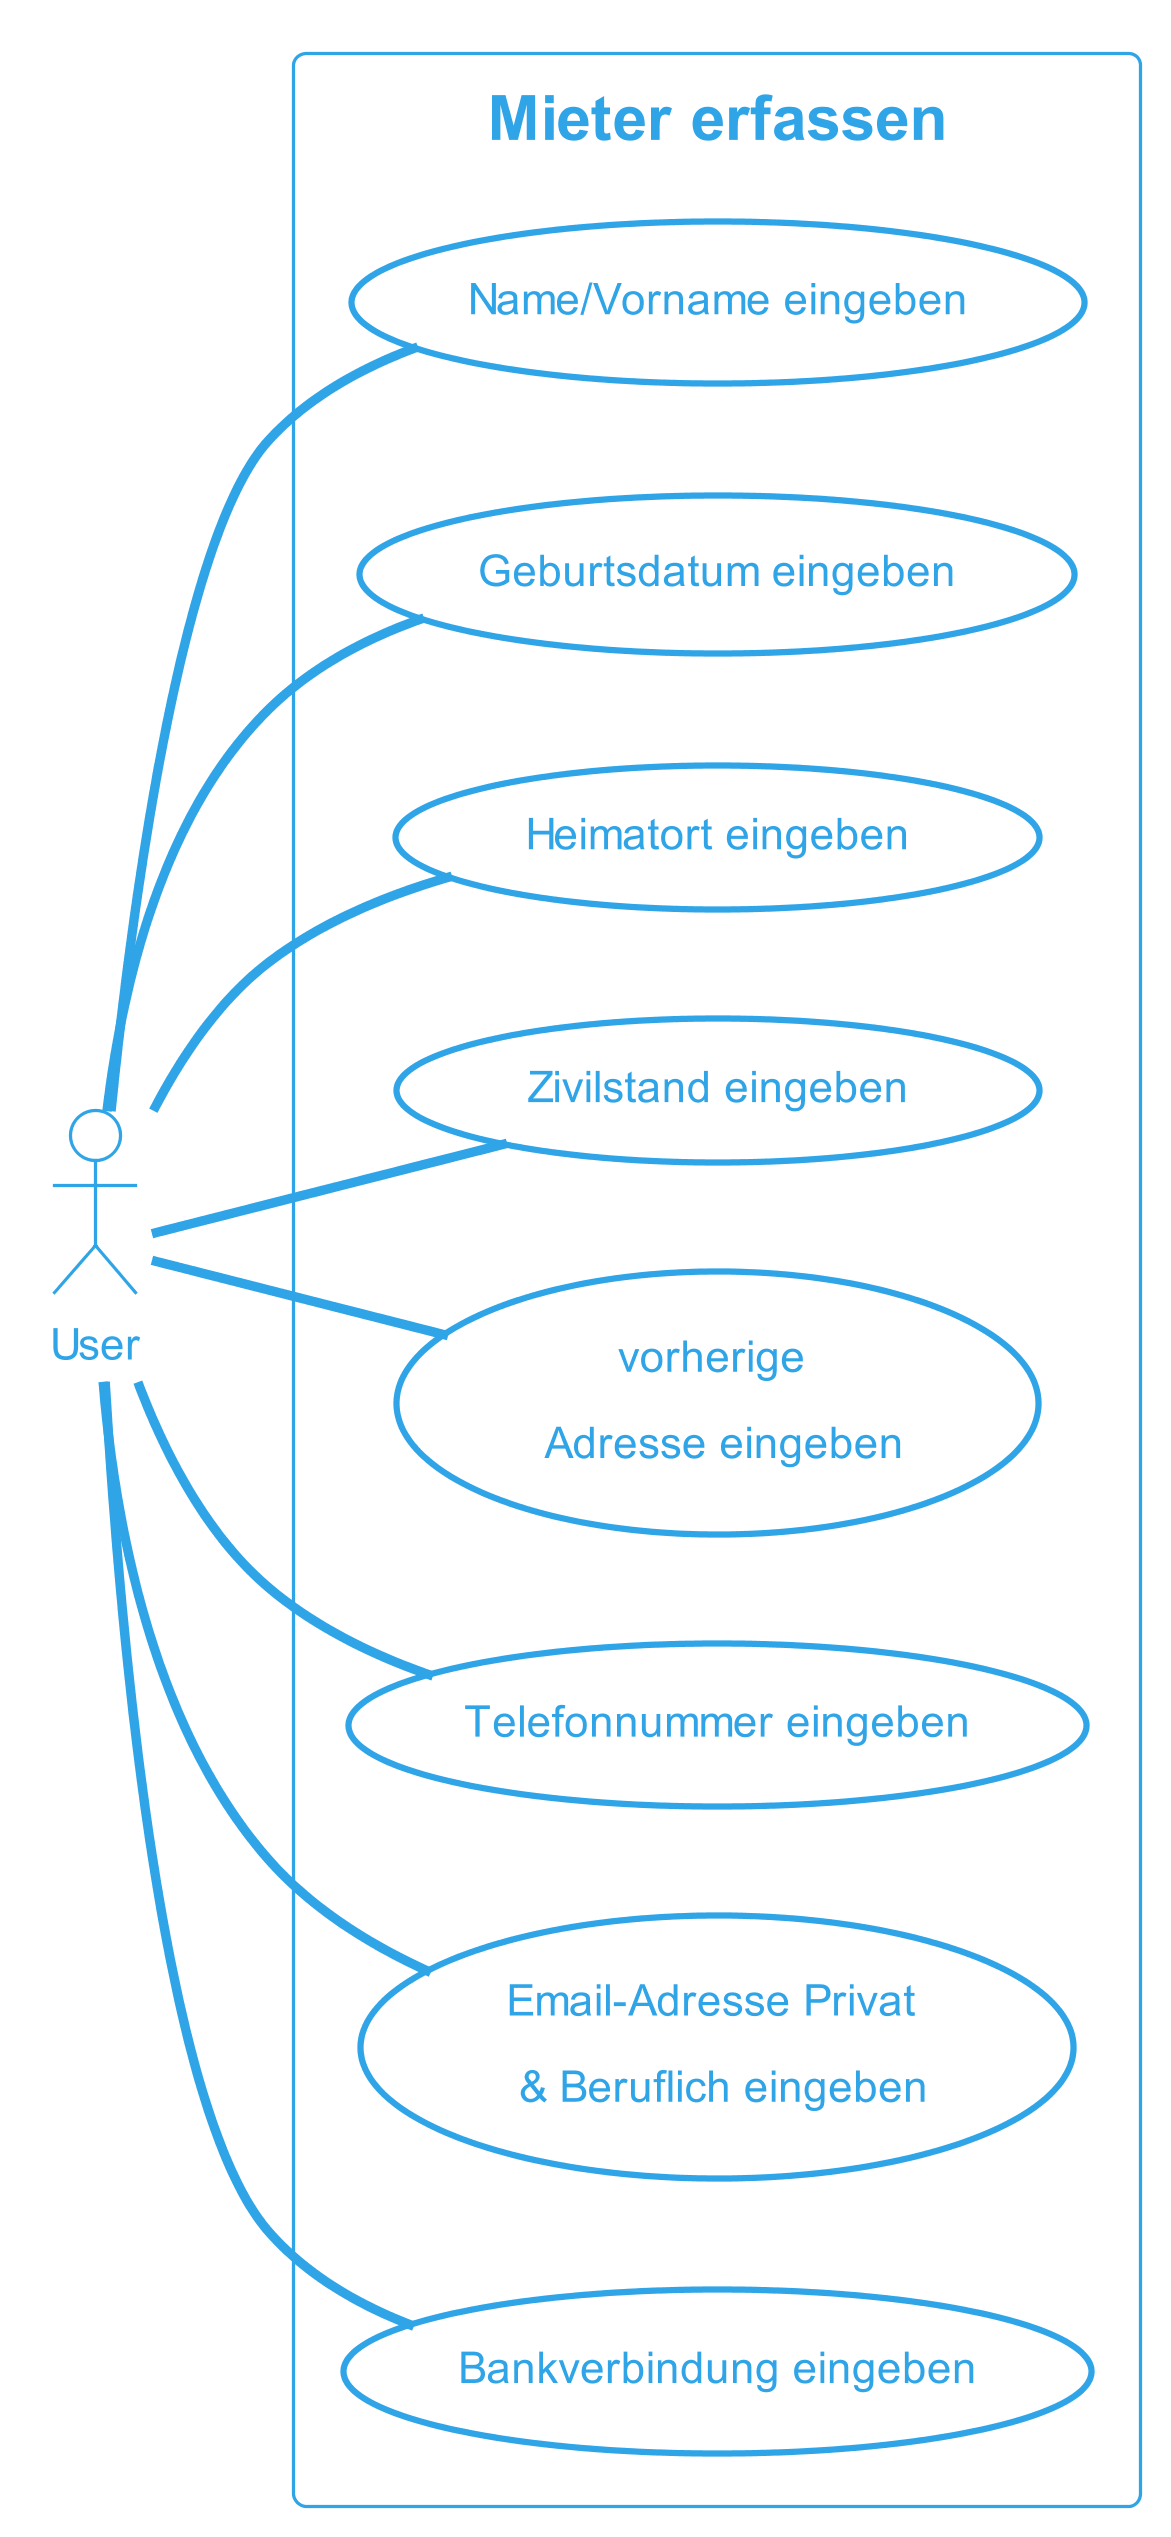 Mieter erfassen
Name/Vorname eingeben
Geburtsdatum eingeben
Heimatort eingeben
Zivilstand eingeben
vorherige
Adresse eingeben
User
Telefonnummer eingeben
Email-Adresse Privat
& Beruflich eingeben
Bankverbindung eingeben